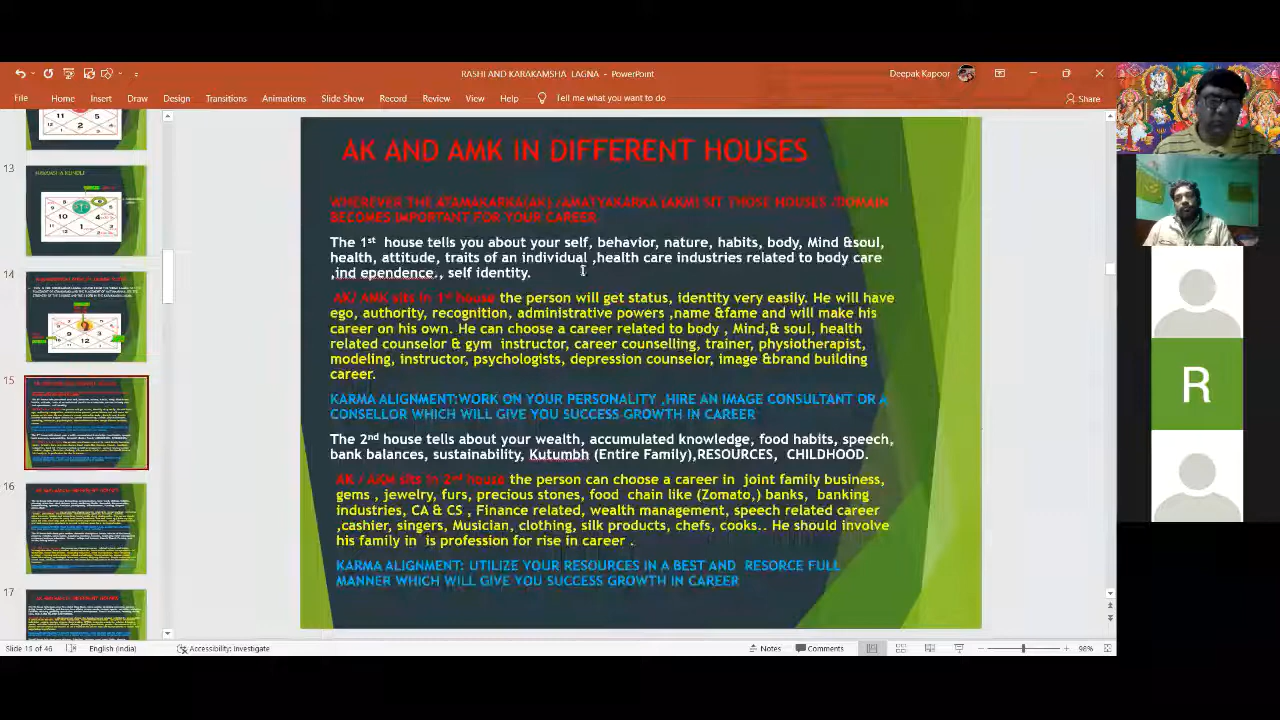 RASHI AND KARAKAMSHA LAGNA - PowerPoint
Deepak Kapoor
File Home Insert Draw Design Transitions Animations Slide Show Record Review View Help Tell me what you want to do
Share
13
14
15
16
17
AK AND AMK IN DIFFERENT HOUSES
WHEREVER THE ATAMAKARKA(AK) /AMATYAKARKA (AKM) SIT THOSE HOUSES /DOMAIN
BECOMES IMPORTANT FOR YOUR CAREER
The 1st house tells you about your self, behavior, nature, habits, body, Mind &soul,
health, attitude, traits of an individual ,health care industries related to body care
,ind ependence., self identity.
AK/ AMK sits in 1st house the person will get status, identity very easily. He will have
ego, authority, recognition, administrative powers ,name &fame and will make his
career on his own. He can choose a career related to body , Mind,& soul, health
related counselor & gym instructor, career counselling, trainer, physiotherapist,
modeling, instructor, psychologists, depression counselor, image &brand building
career.
KARMA ALIGNMENT:WORK ON YOUR PERSONALITY ,HIRE AN IMAGE CONSULTANT OR A
CONSELLOR WHICH WILL GIVE YOU SUCCESS GROWTH IN CAREER
The 2nd house tells about your wealth, accumulated knowledge, food habits, speech,
bank balances, sustainability, Kutumbh (Entire Family),RESOURCES, CHILDHOOD.
AK / AKM sits in 2nd house the person can choose a career in joint family business,
gems , jewelry, furs, precious stones, food chain like (Zomato,) banks, banking
industries, CA & CS , Finance related, wealth management, speech related career
,cashier, singers, Musician, clothing, silk products, chefs, cooks.. He should involve
his family in is profession for rise in career .
KARMA ALIGNMENT: UTILIZE YOUR RESOURCES IN A BEST AND RESORCE FULL
MANNER WHICH WILL GIVE YOU SUCCESS GROWTH IN CAREER
R
Slide 15 of 46 English (India) Accessibility: Investigate Notes Comments 98%